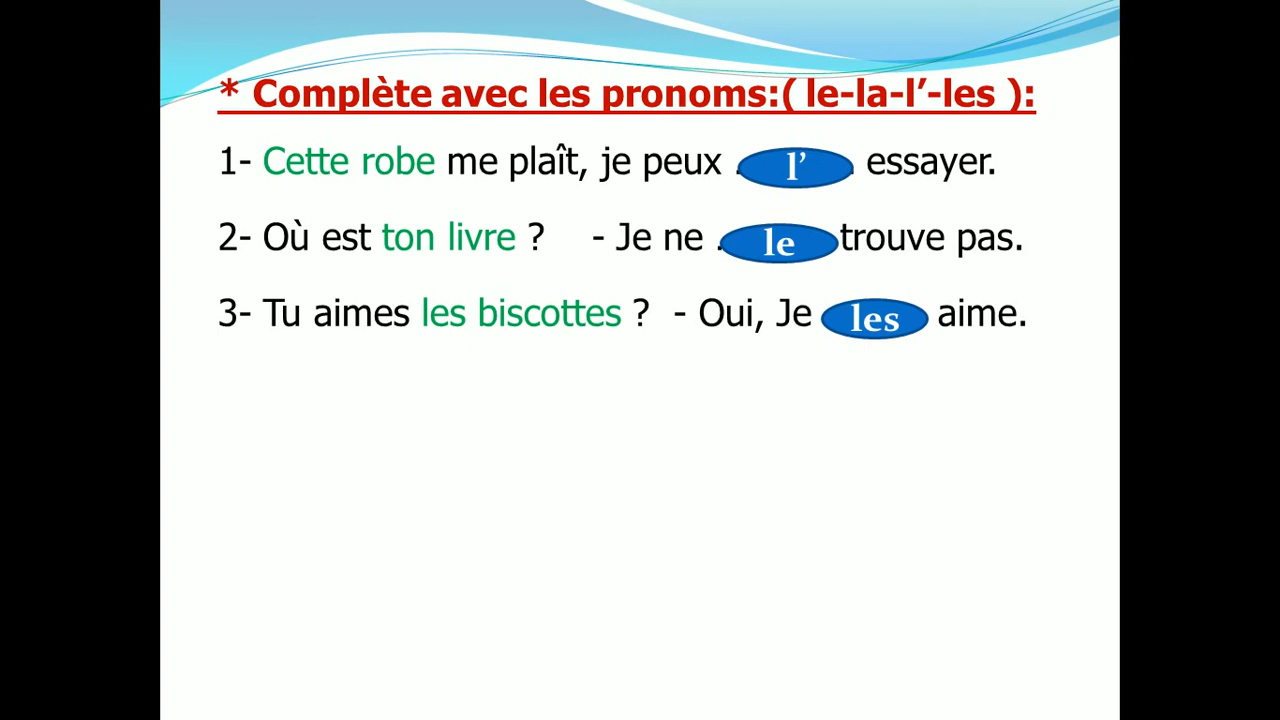 * Complète avec les pronoms:( le-la-l’-les ):
1- Cette robe me plaît, je peux . l’ . essayer.
2- Où est ton livre ? - Je ne . le trouve pas.
3- Tu aimes les biscottes ? - Oui, Je les aime.